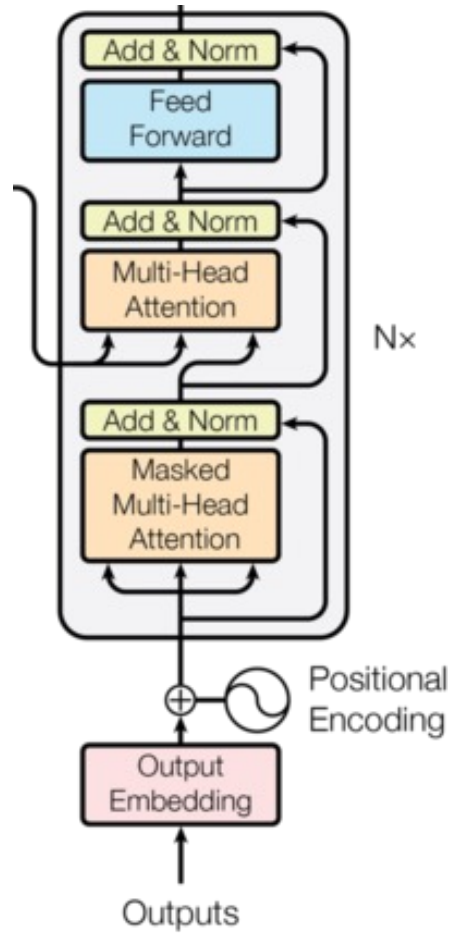 Add & Norm
Feed
Forward
Add & Norm
Multi-Head
Attention
N×
Add & Norm
Masked
Multi-Head
Attention
Positional
Encoding
Output
Embedding
Outputs